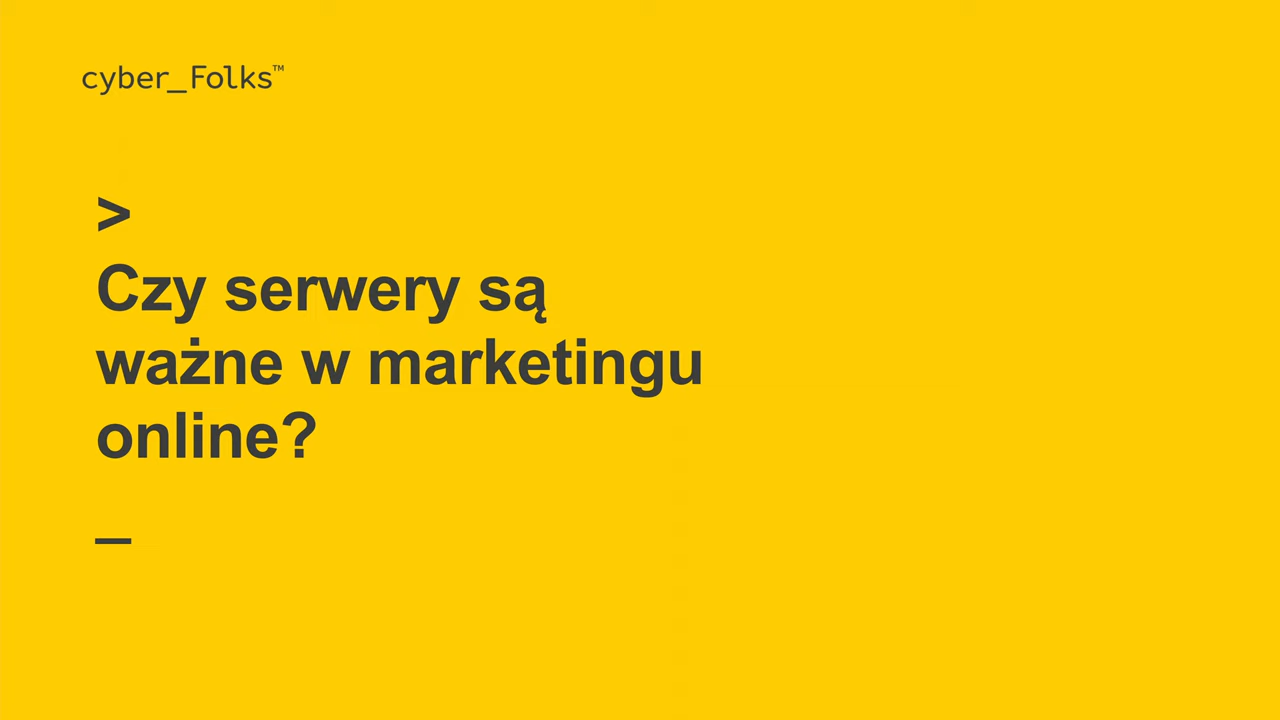 cyber_Folks™
>
Czy serwery są
ważne w marketingu
online?
_